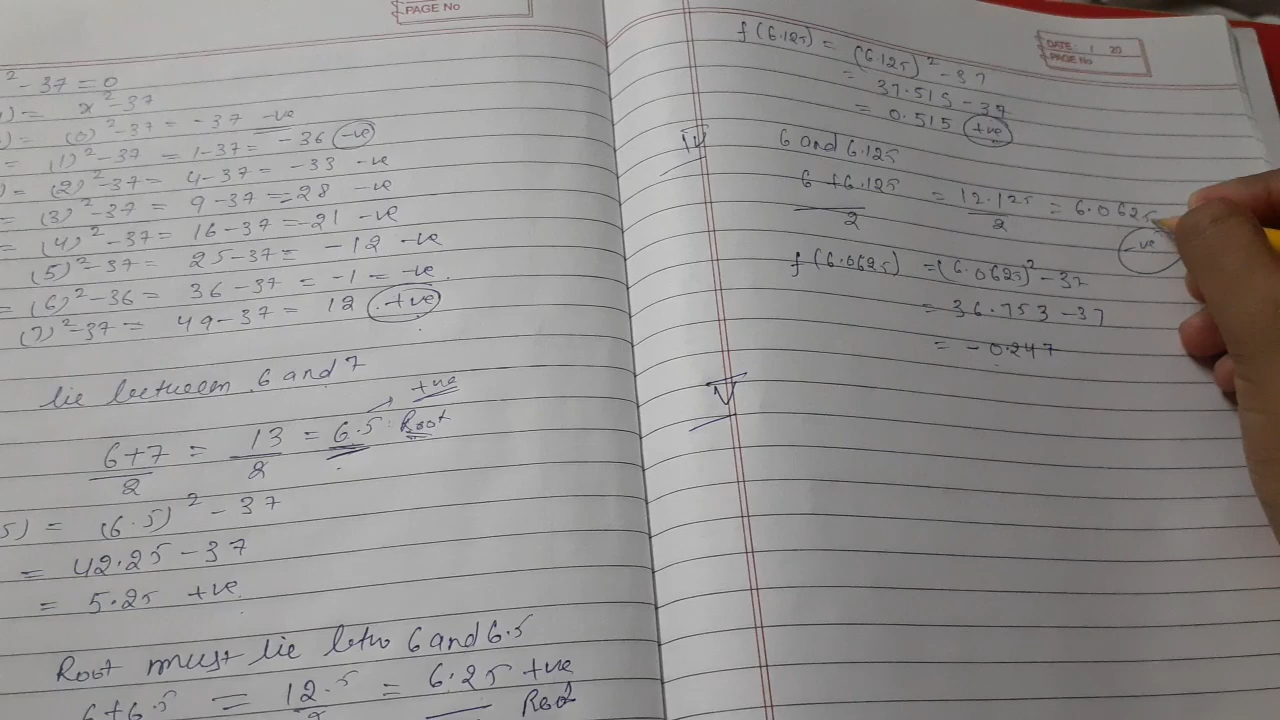 PAGE No
² - 37 = 0
) = x² - 37
) = (0)² - 37 = - 37 -ve
= (1)² - 37 = 1 - 37 = - 36 -ve
) = (2)² - 37 = 4 - 37 = - 33 -ve
= (3)² - 37 = 9 - 37 = - 28 -ve
= (4)² - 37 = 16 - 37 = - 21 -ve
(5)² - 37 = 25 - 37 = - 12 -ve
= (6)² - 36 = 36 - 37 = - 1 = -ve
(7)² - 37 = 49 - 37 = 12 +ve
lie between 6 and 7
+ve
6+7/2 = 13/2 = 6.5 Root
5) = (6.5)² - 37
= 42.25 - 37
= 5.25 +ve
Root must lie 6 and 6.5
6+6.5 = 12.5/2 = 6.25 +ve
Root
DATE: 1 20
PAGE No
f(6.125) = (6.125)² - 37
= 37.515 - 37
= 0.515 +ve
IV 6 and 6.125
6 + 6.125/2 = 12.125/2 = 6.0625
-ve
f(6.0625) = (6.0625)² - 37
= 36.753 - 37
= - 0.247
V